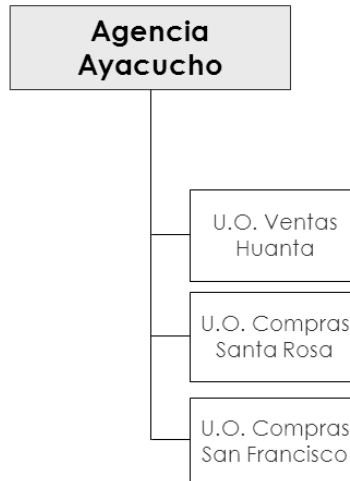 Agencia
Ayacucho
U.O. Ventas
Huanta
U.O. Compras
Santa Rosa
U.O. Compras
San Francisco